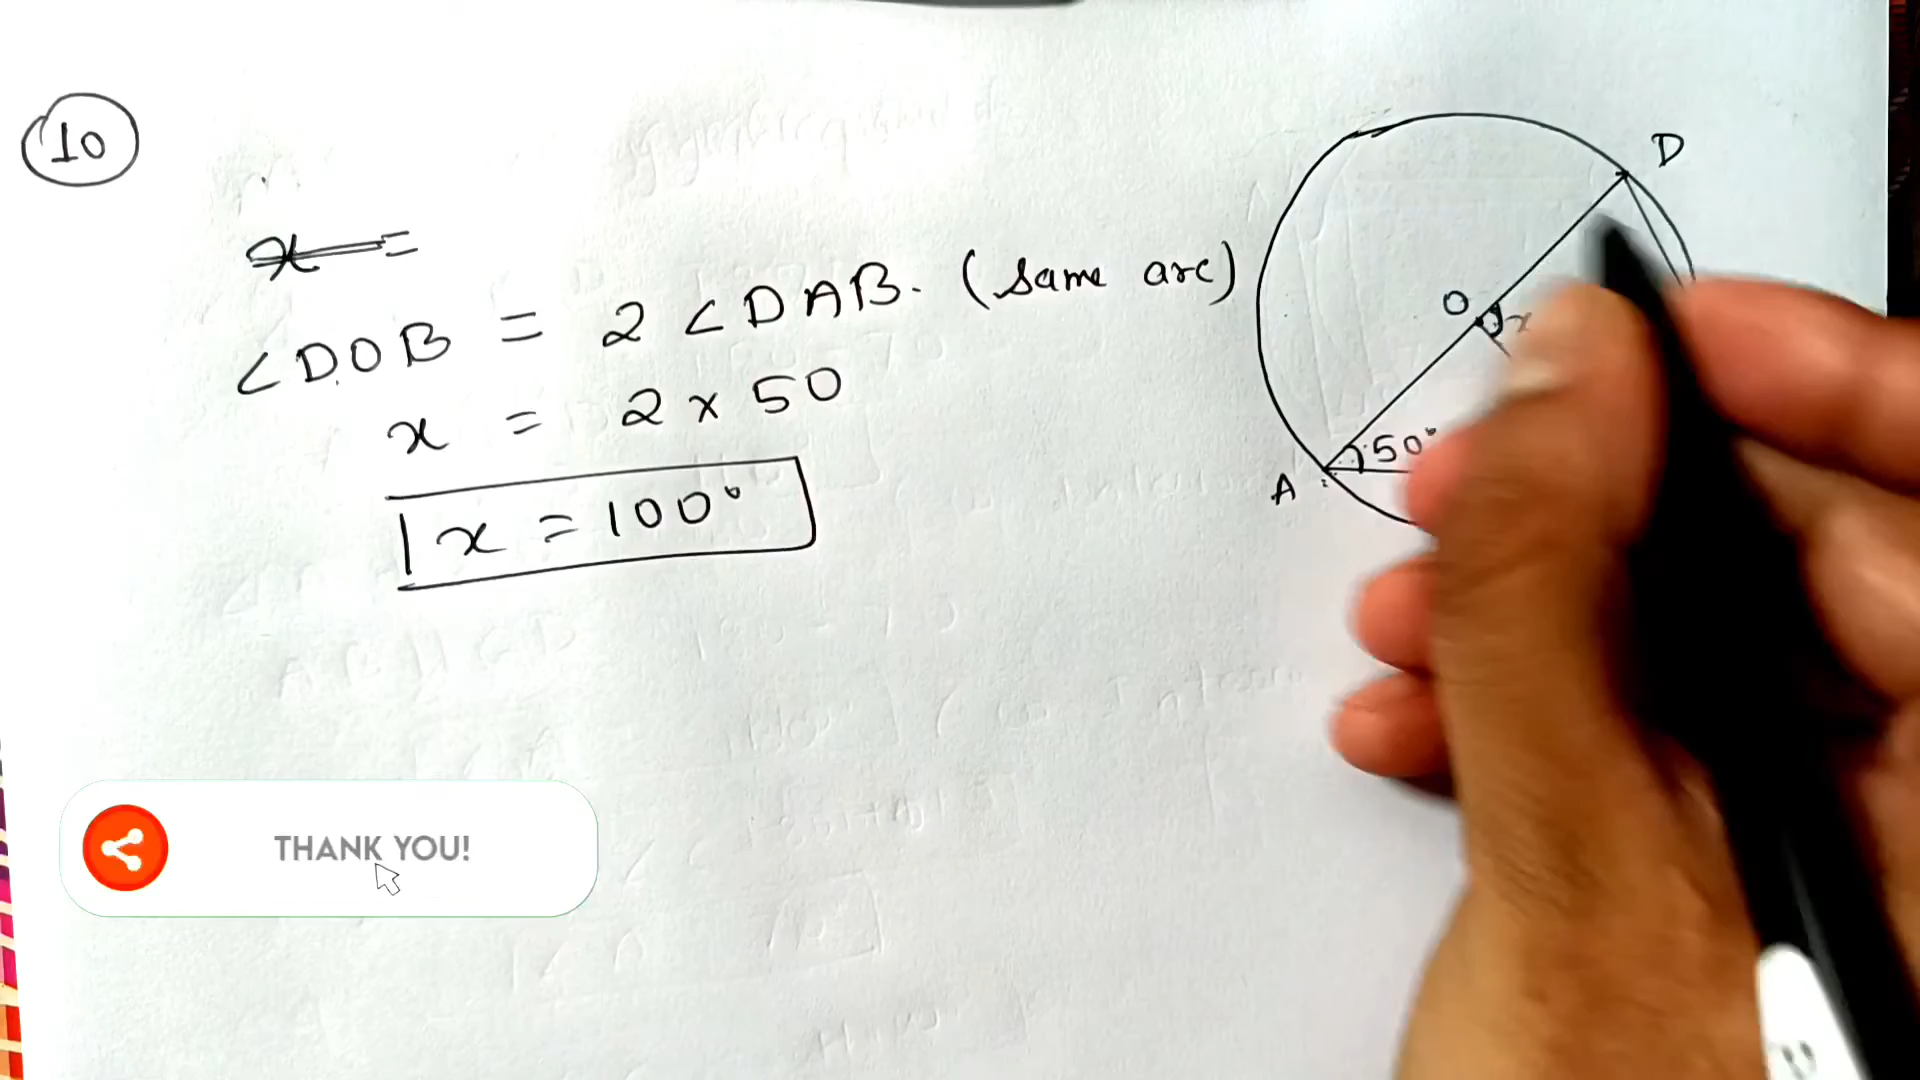 10
x =
∠DOB = 2 ∠DAB. (same arc)
x = 2 x 50
x = 100°
D
O
x
50°
A
THANK YOU!